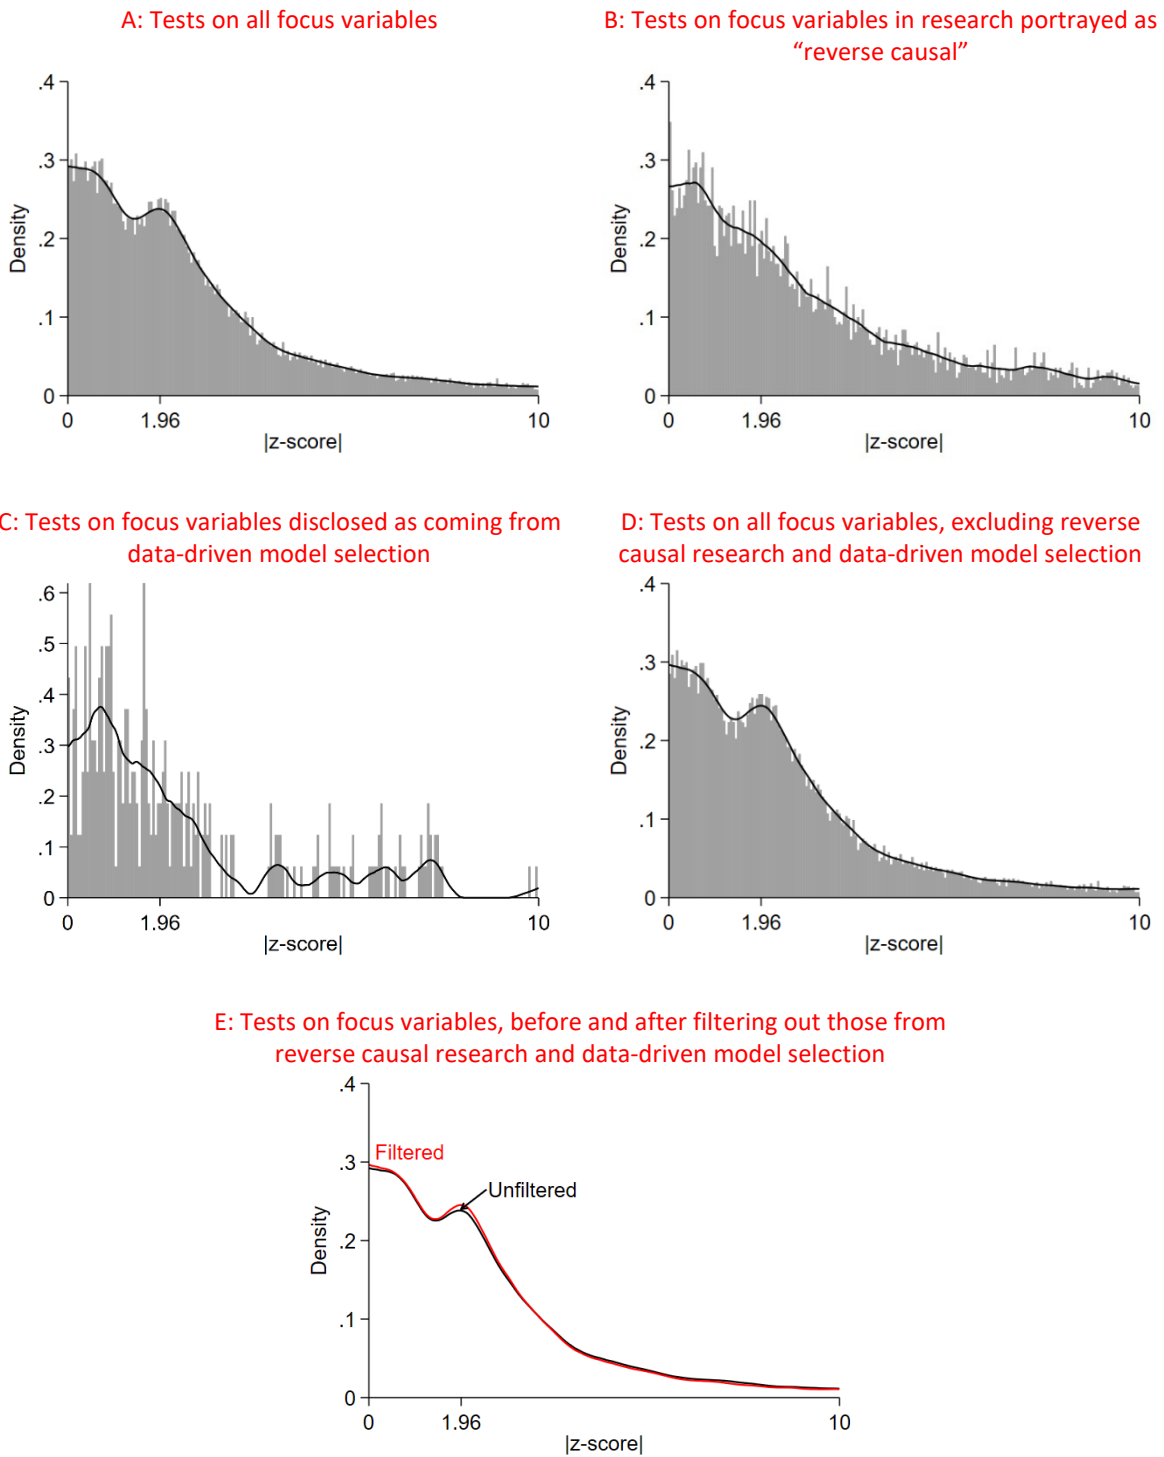 A: Tests on all focus variables
.4
.3
.2
.1
0
Density
0
1.96
10
|z-score|
B: Tests on focus variables in research portrayed as
“reverse causal”
.4
.3
.2
.1
0
Density
0
1.96
10
|z-score|
C: Tests on focus variables disclosed as coming from
data-driven model selection
.6
.5
.4
.3
.2
.1
0
Density
0
1.96
10
|z-score|
D: Tests on all focus variables, excluding reverse
causal research and data-driven model selection
.4
.3
.2
.1
0
Density
0
1.96
10
|z-score|
E: Tests on focus variables, before and after filtering out those from
reverse causal research and data-driven model selection
.4
.3
.2
.1
0
Density
Filtered
Unfiltered
0
1.96
10
|z-score|